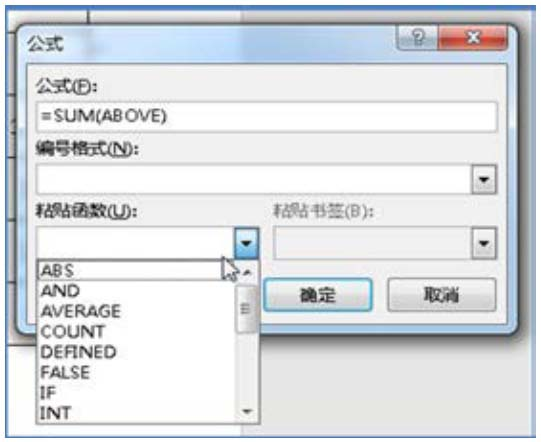 公式
公式(F):
=SUM(ABOVE)
编号格式(N):
粘贴函数(U): 粘贴书签(B):
ABS
AND
AVERAGE
COUNT
DEFINED
FALSE
IF
INT
确定 取消